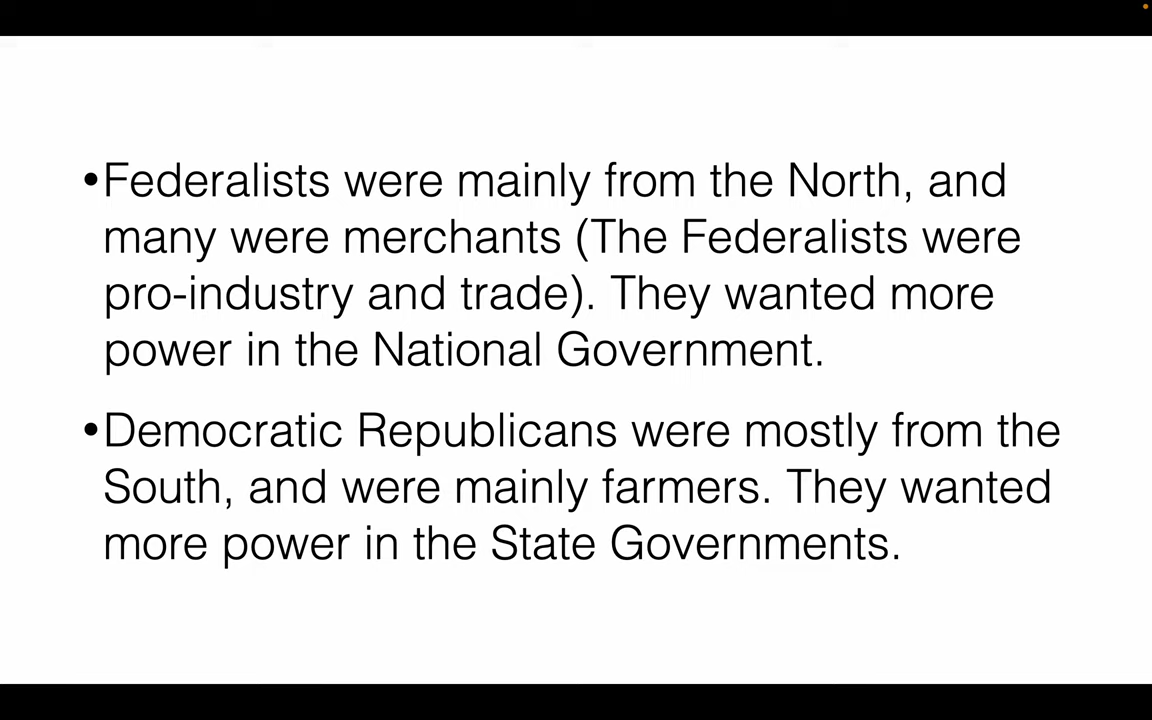 •Federalists were mainly from the North, and
many were merchants (The Federalists were
pro-industry and trade). They wanted more
power in the National Government.
•Democratic Republicans were mostly from the
South, and were mainly farmers. They wanted
more power in the State Governments.